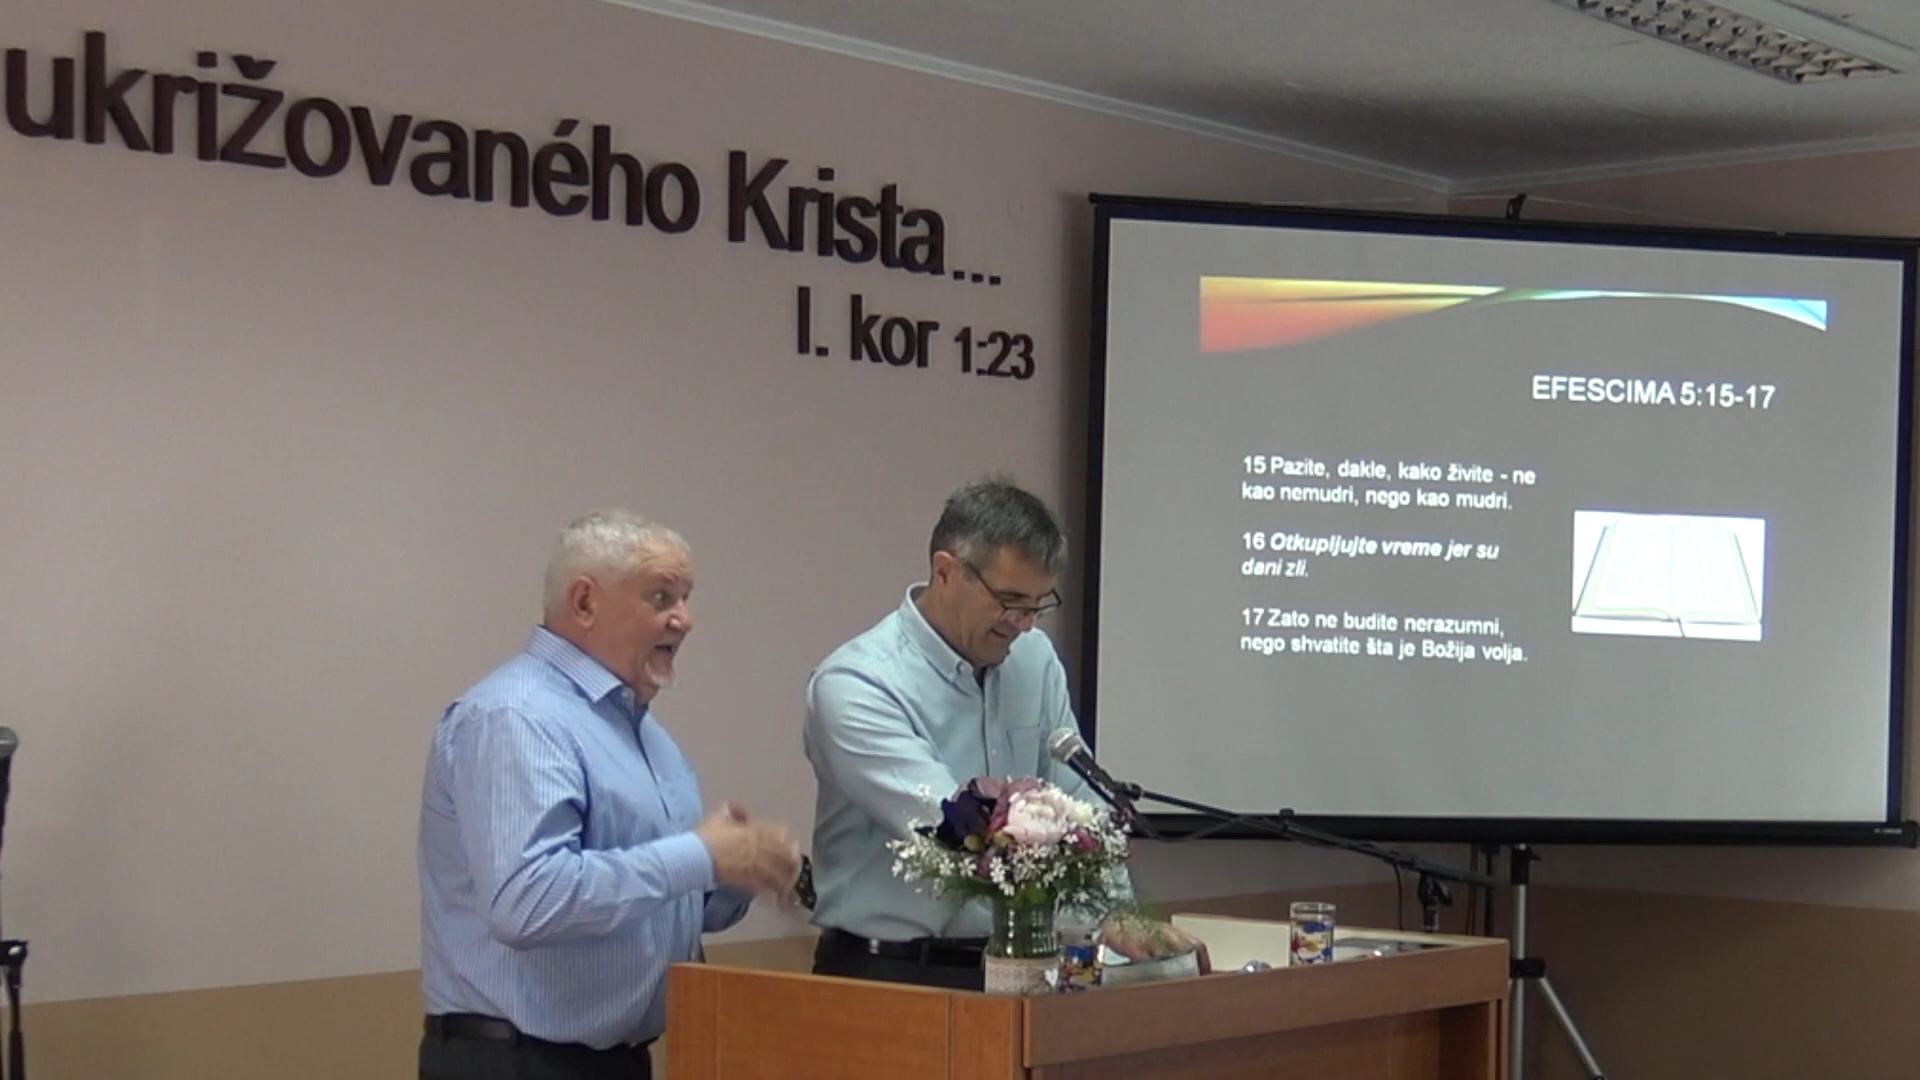 ukrižovaného Krista...
I. kor 1:23
EFESCIMA 5:15-17
15 Pazite, dakle, kako živite - ne
kao nemudri, nego kao mudri.
16 Otkupljujte vreme jer su
dani zli.
17 Zato ne budite nerazumni,
nego shvatite šta je Božija volja.